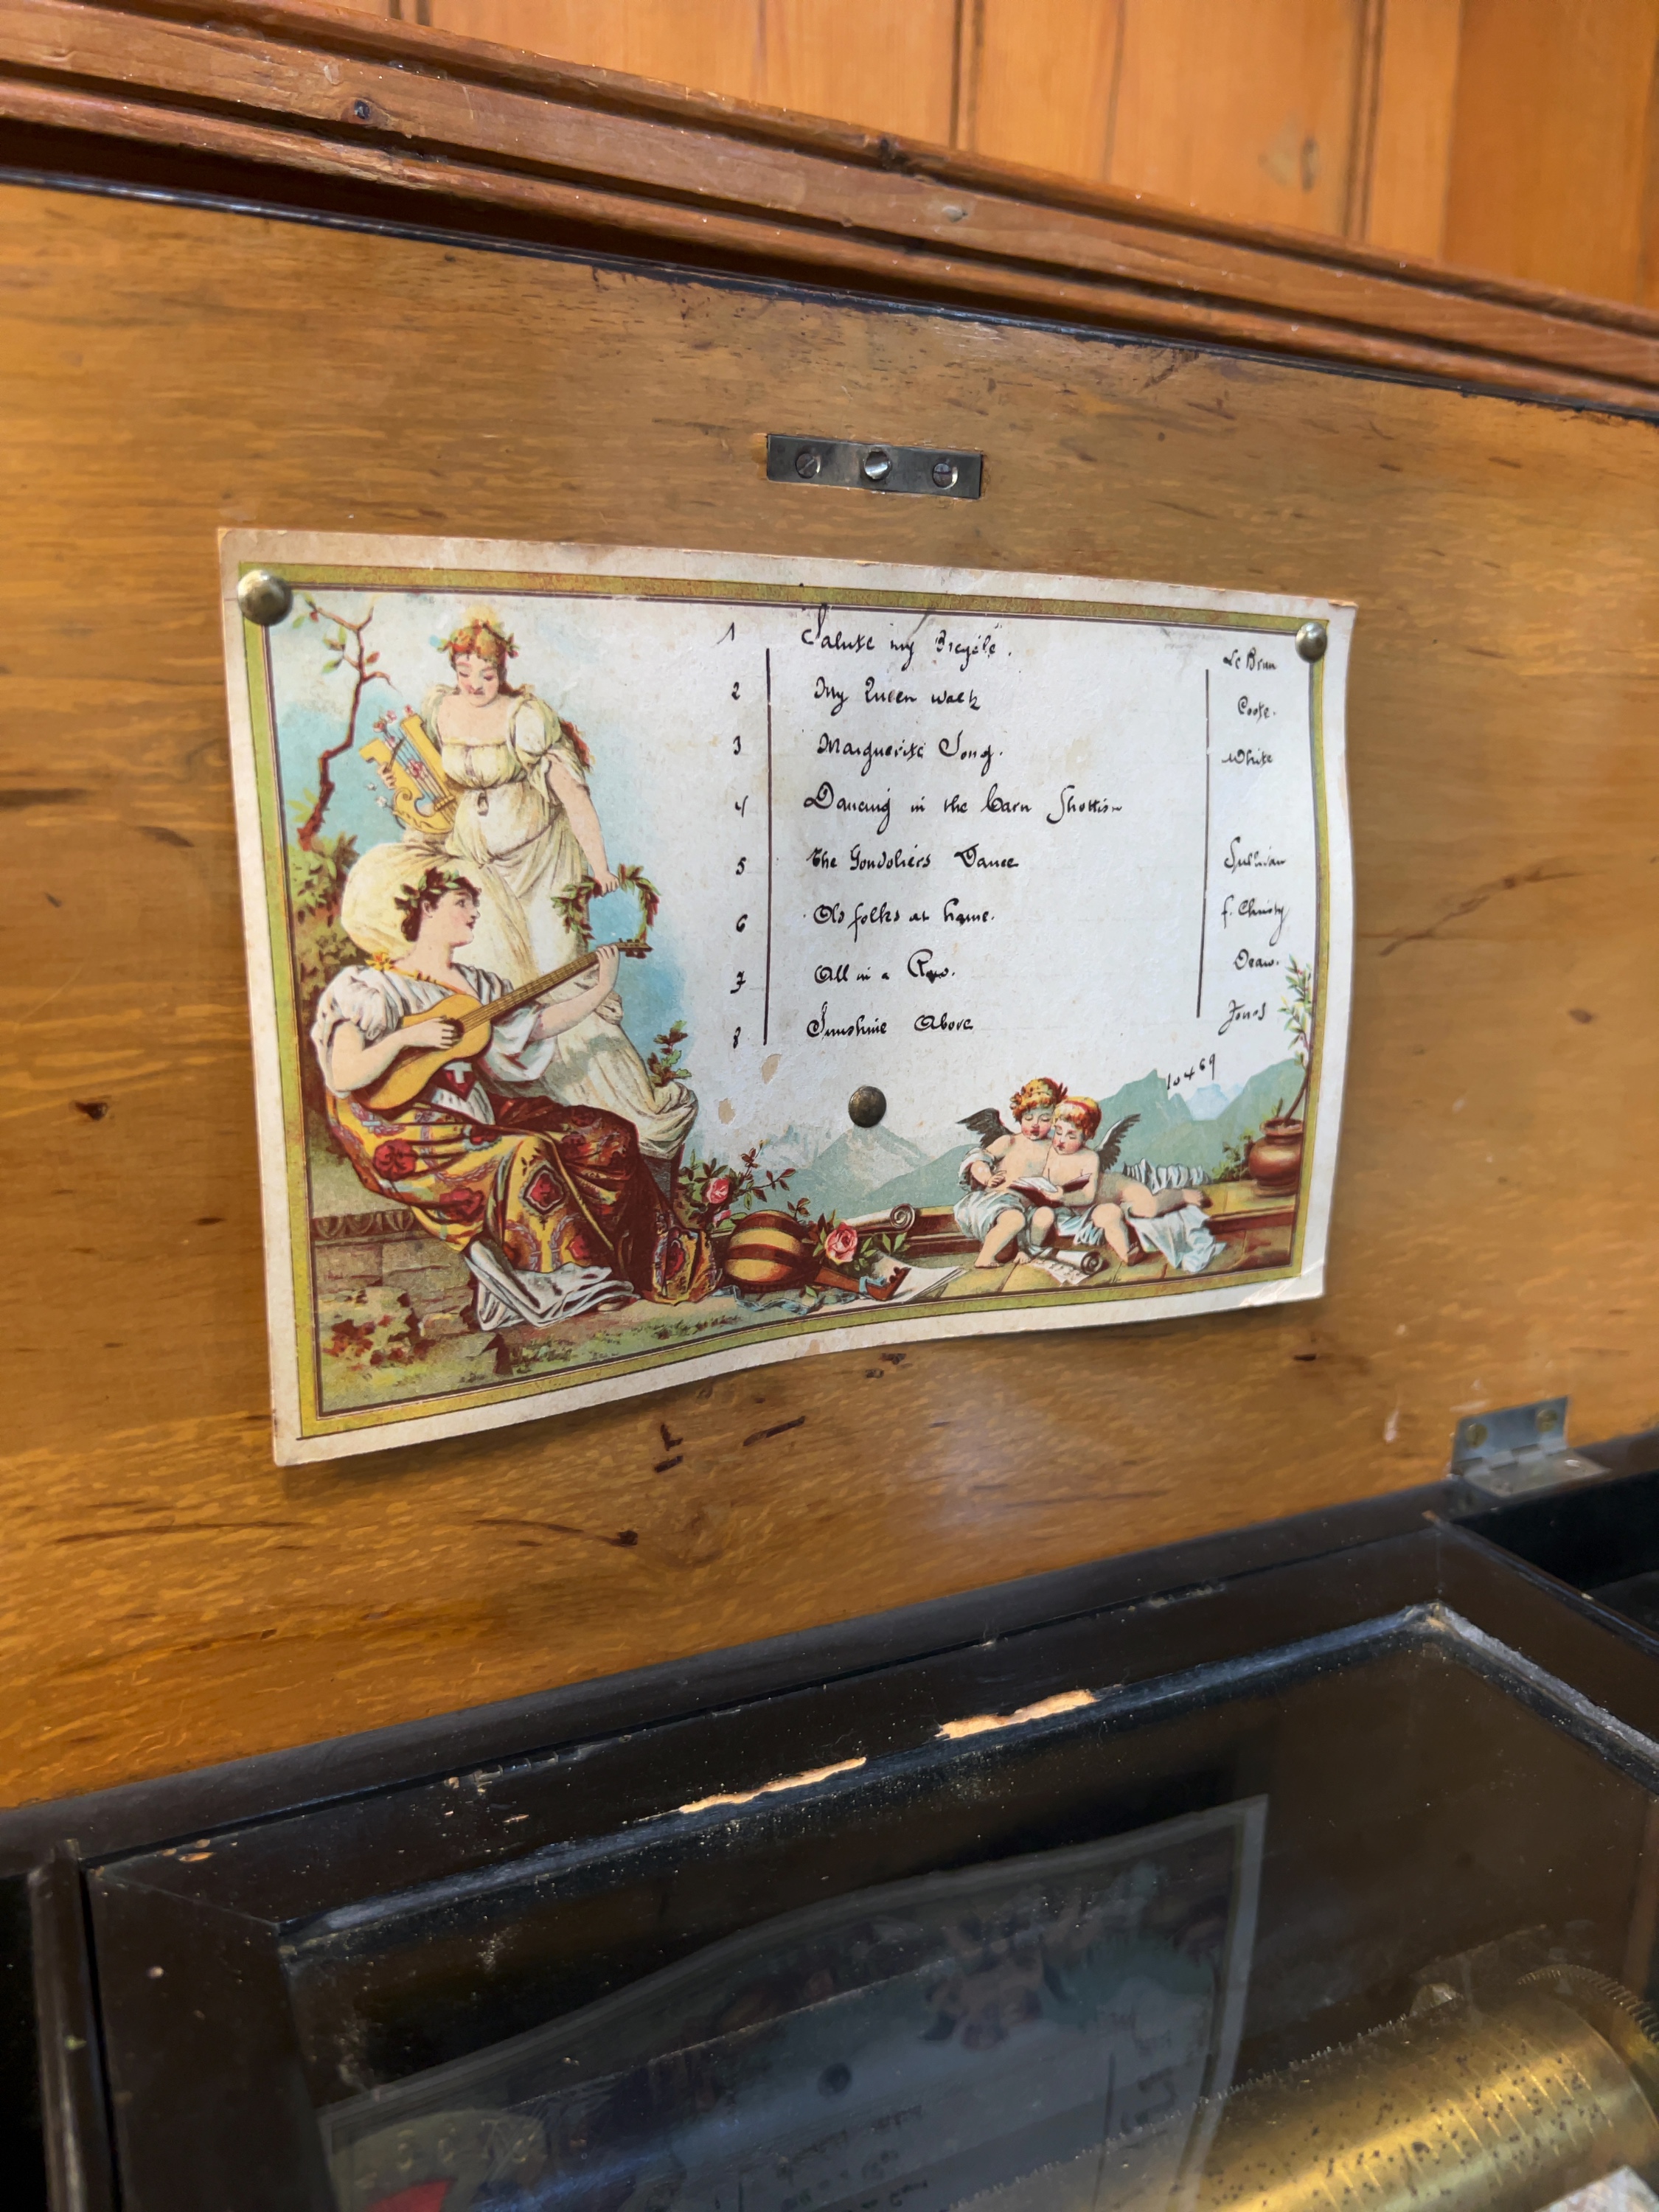 1 Salute my Bicycle. Le Brun
2 My Queen waltz Coote.
3 Marguerite Song. White
4 Dancing in the barn Shottish
5 The Gondoliers Dance Sullivan
6 Old folks at home. f. Christy
7 All in a Row.
8 Sunshine Above Jones
10469